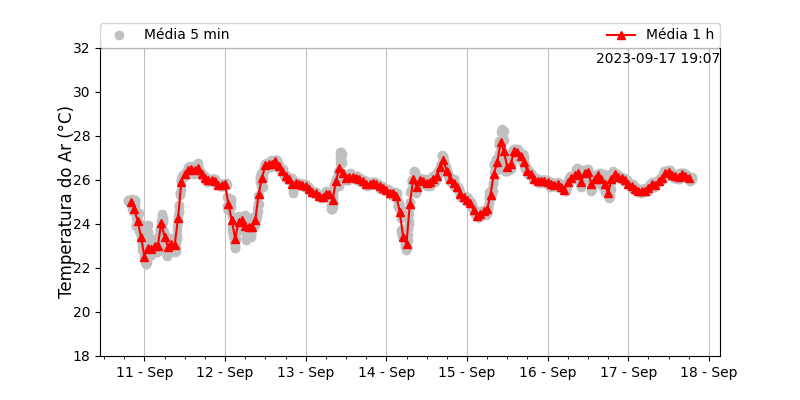 Média 5 min
Média 1 h
2023-09-17 19:07
Temperatura do Ar (°C)
32
30
28
26
24
22
20
18
11 - Sep
12 - Sep
13 - Sep
14 - Sep
15 - Sep
16 - Sep
17 - Sep
18 - Sep